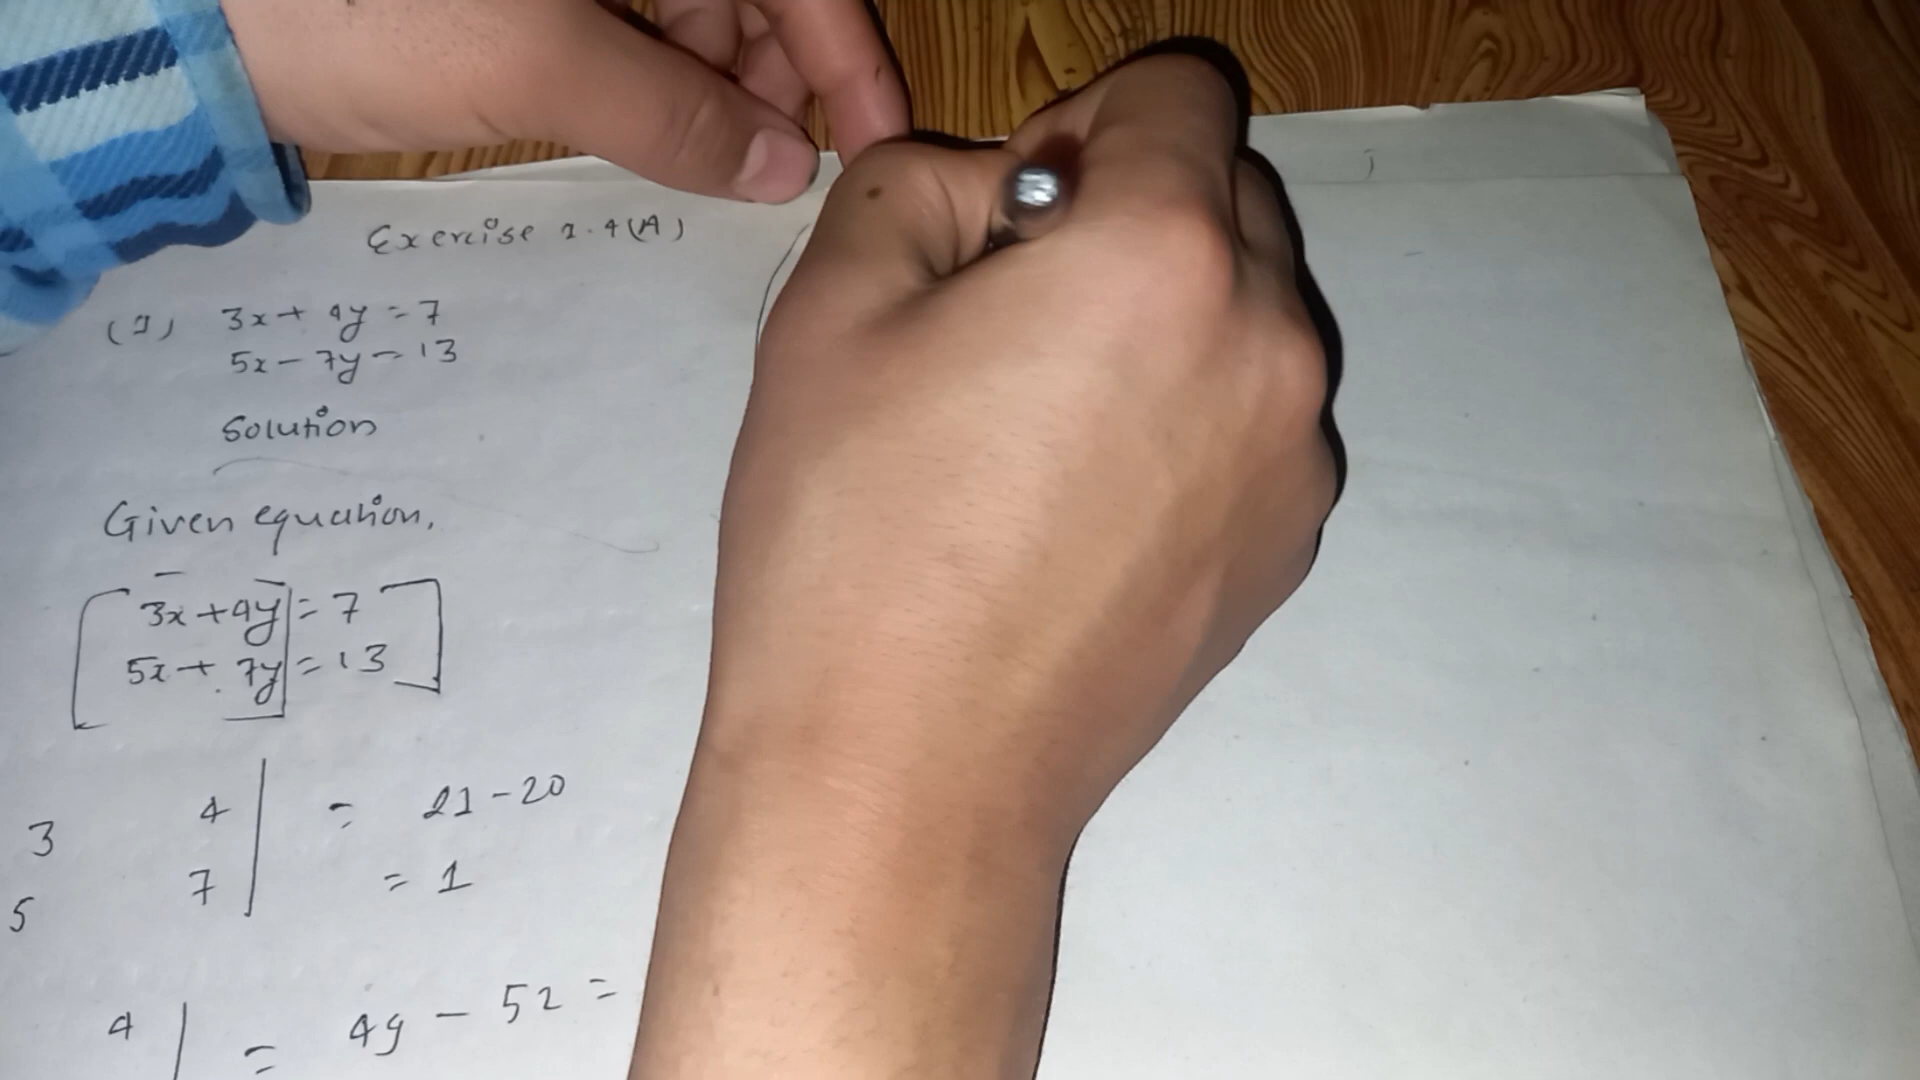 Exercise 1.4(A)
(1) 3x + 4y = 7
5x - 7y = 13
Solution
Given equation,
3x + 4y = 7
5x + 7y = 13
3 4 = 21 - 20
5 7 = 1
4 = 49 - 52 =